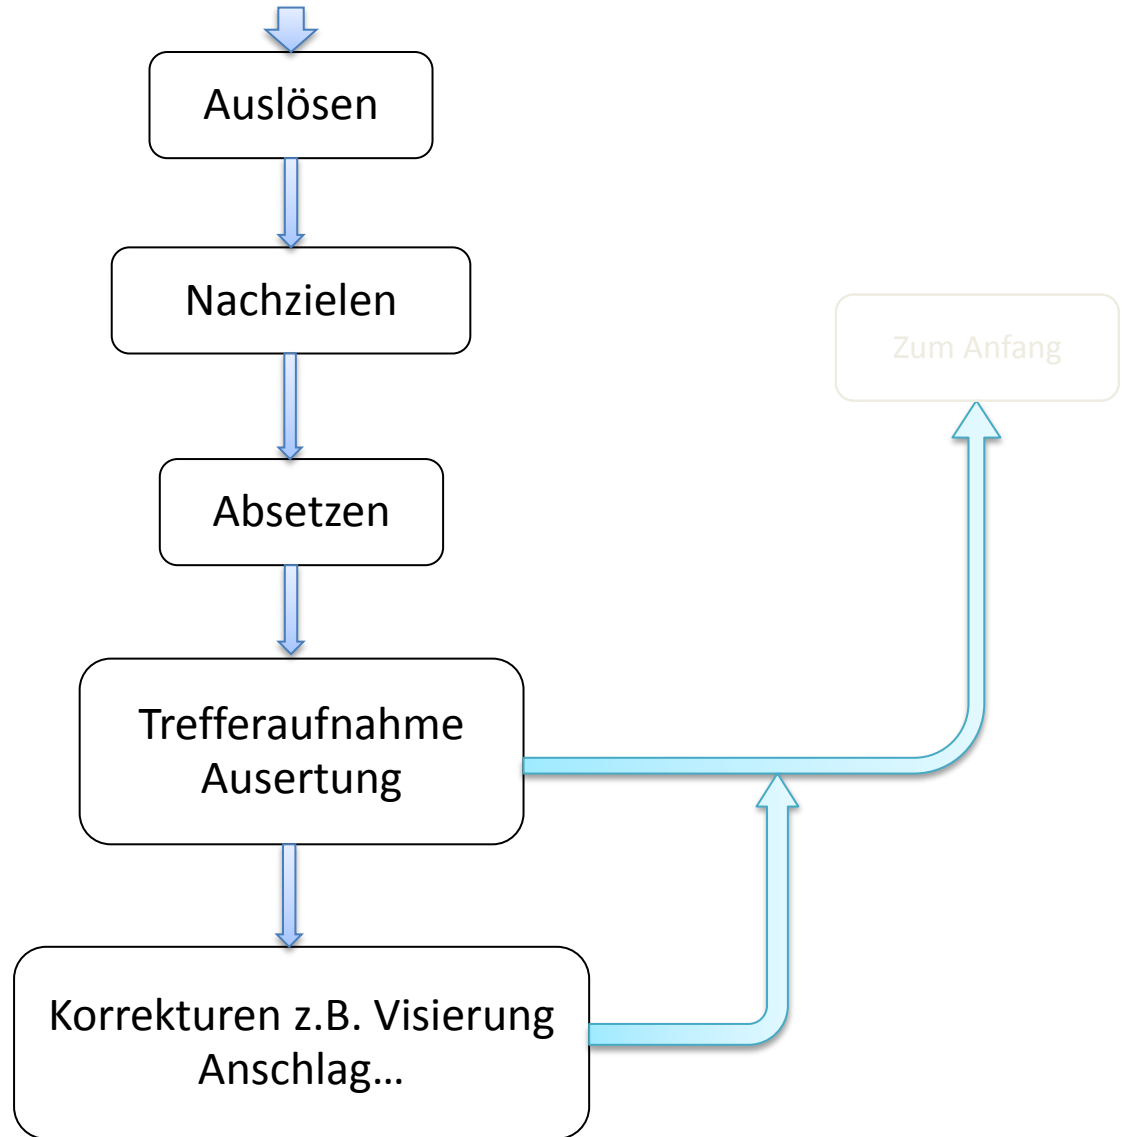 Auslösen
Nachzielen
Zum Anfang
Absetzen
Trefferaufnahme
Ausertung
Korrekturen z.B. Visierung
Anschlag...